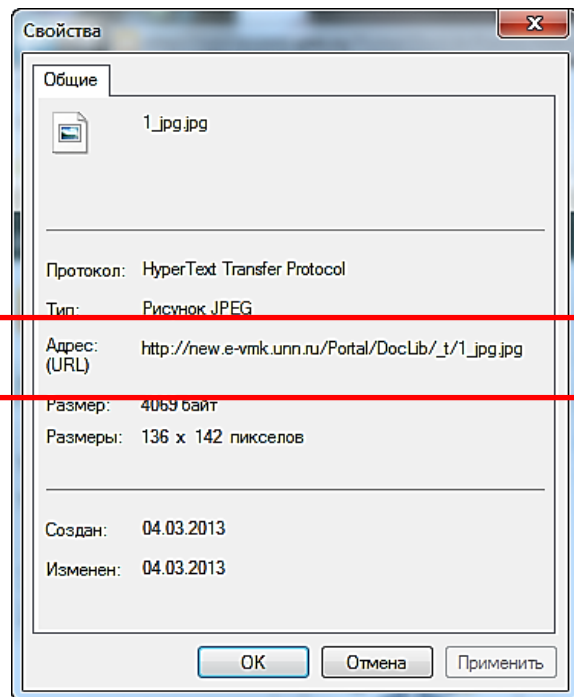 Свойства
Общие
1_jpg.jpg
Протокол: HyperText Transfer Protocol
Тип: Рисунок JPEG
Адрес: http://new.e-vmk.unn.ru/Portal/DocLib/_t/1_jpg.jpg
(URL)
Размер: 4069 байт
Размеры: 136 x 142 пикселов
Создан: 04.03.2013
Изменен: 04.03.2013
OK Отмена Применить